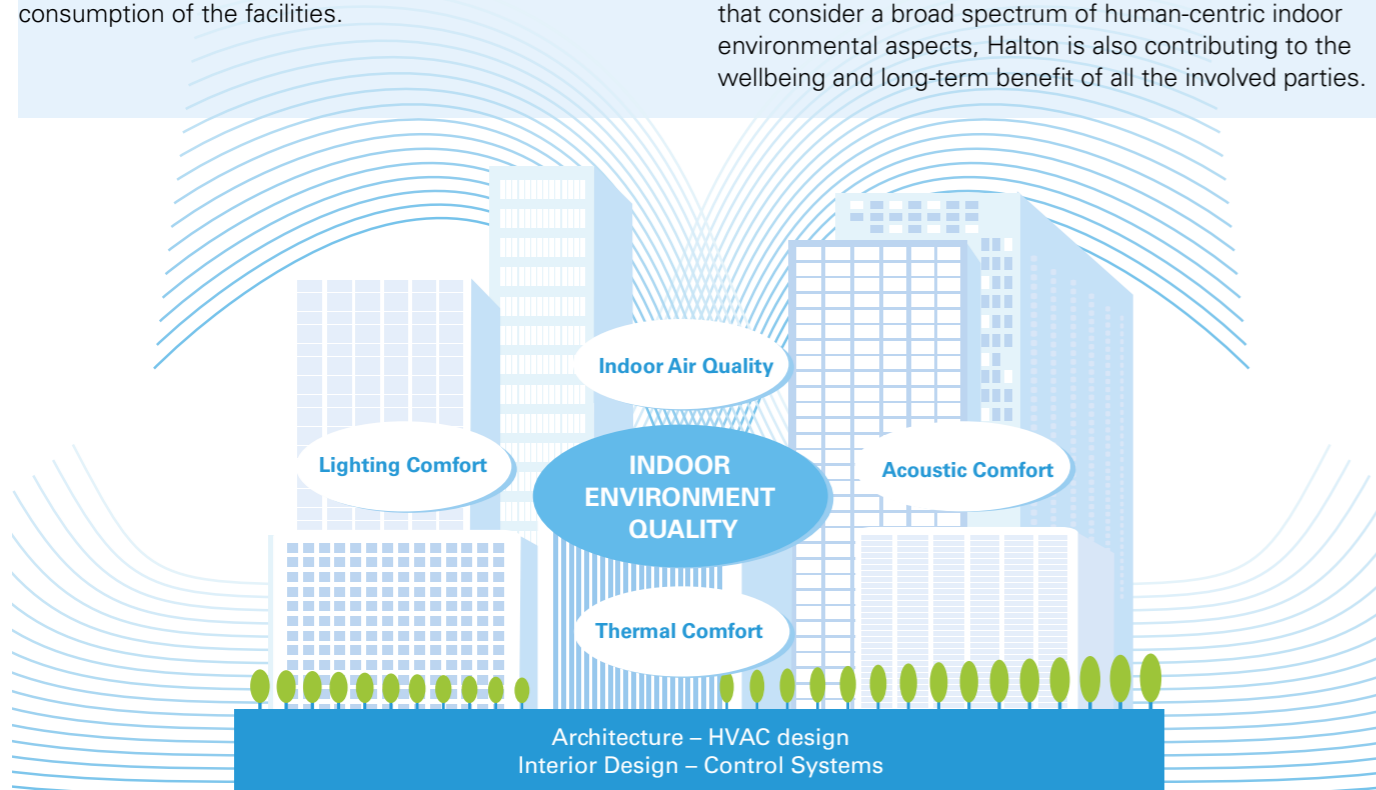 consumption of the facilities.
that consider a broad spectrum of human-centric indoor
environmental aspects, Halton is also contributing to the
wellbeing and long-term benefit of all the involved parties.
Indoor Air Quality
Lighting Comfort
INDOOR
ENVIRONMENT
QUALITY
Acoustic Comfort
Thermal Comfort
Architecture – HVAC design
Interior Design – Control Systems